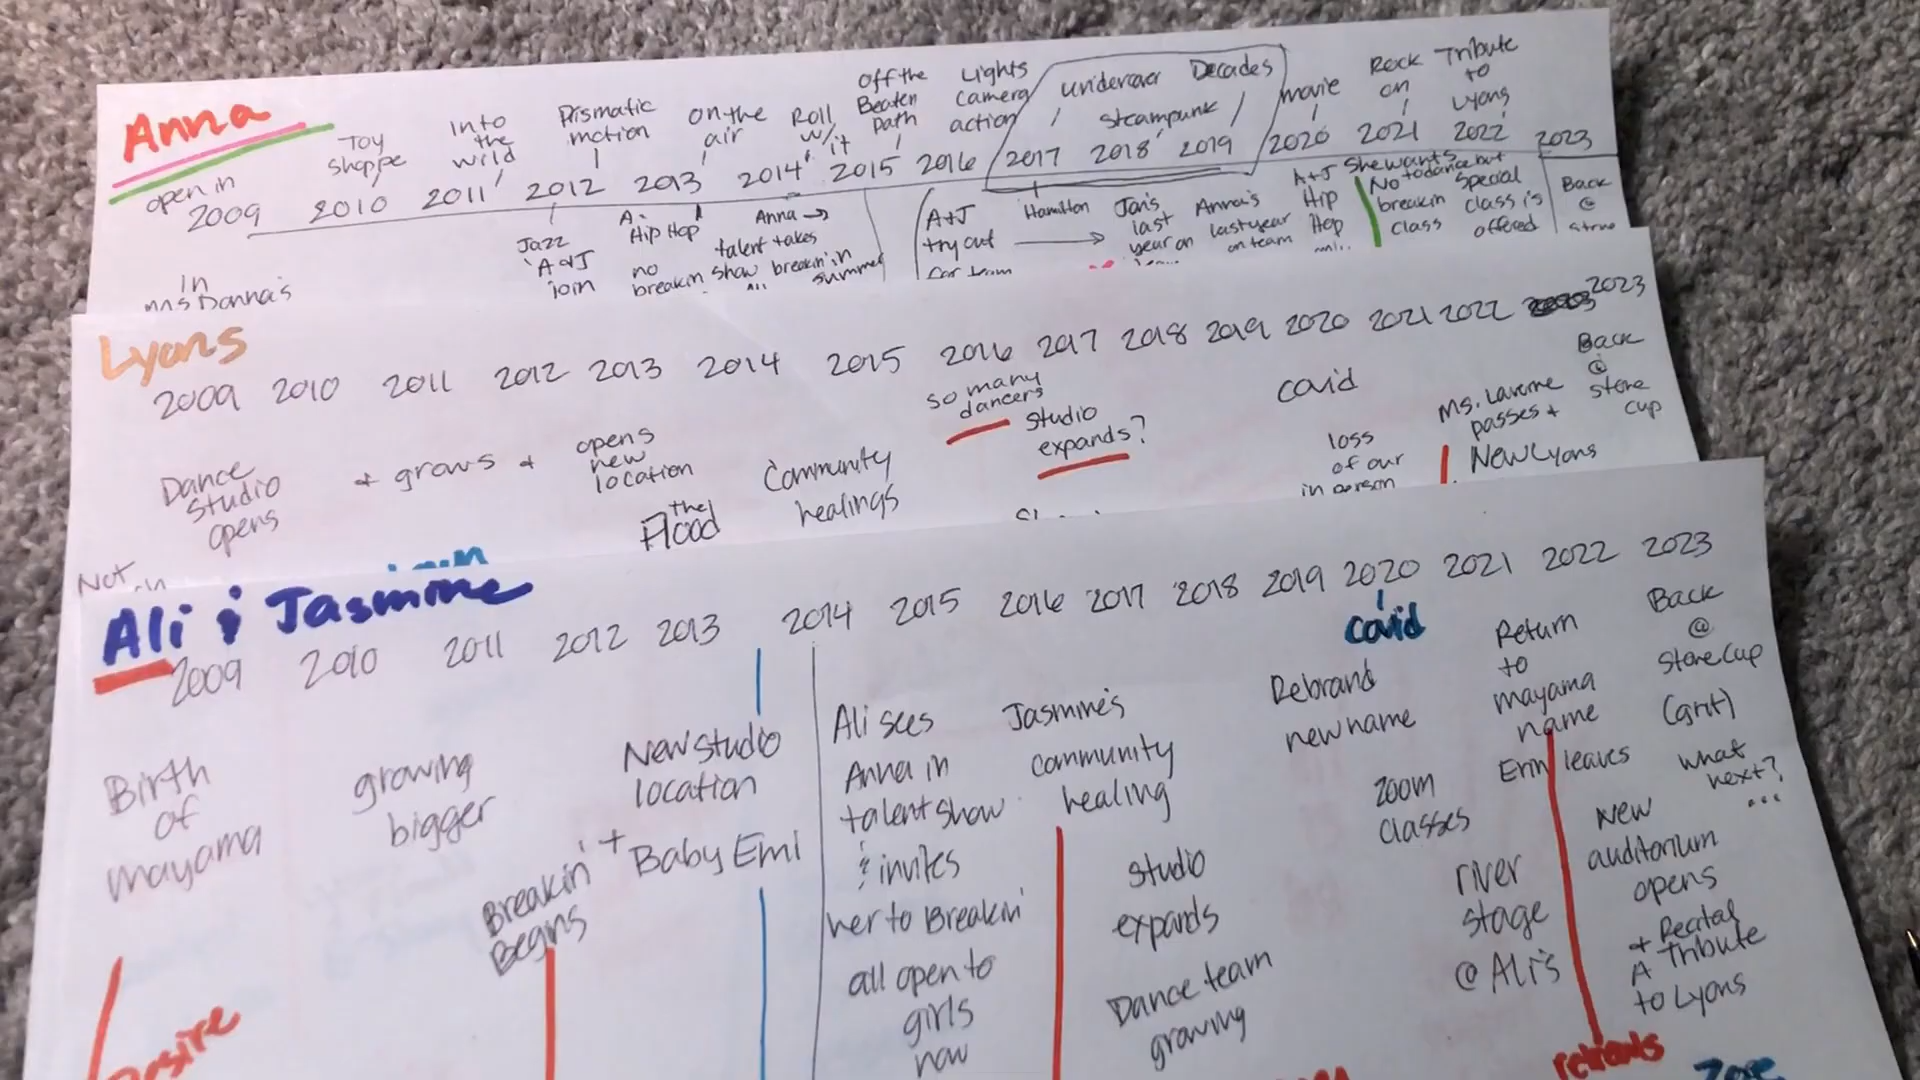 Anna
open in
2009
Toy
shoppe
2010
Into
the
wild
2011
Prismatic
motion
2012
on the
air
2013
Roll
w/ it
2014
Off the
Beaten
path
2015
Lights
camera
action
2016
undercover
2017
Steampunk
2018
Decades
2019
movie
2020
Rock
on
2021
Tribute
to
Lyons
2022
2023
in
Jazz
A & J
join
A
Hip Hop
no
breakin
Anna
talent takes
show breakin' in
summer
A+J
try out
Hamilton
Jan's
last
year on
Anna's
last year
on team
A+J
Hip
Hop
She wants
No to dance but
breakin special
class class is
offered
Back
@
Lyons
2009 2010 2011 2012 2013 2014 2015 2016 2017 2018 2019 2020 2021 2022 2023
Dance
Studio
opens
+ grows +
opens
new
location
the
Flood
Community
healings
so many
dancers
Studio
expands?
covid
loss
of our
in person
Ms. Laverne
passes +
New Lyons
Back
@
stone
cup
Not
in
Ali & Jasmine
2009 2010 2011 2012 2013 2014 2015 2016 2017 2018 2019 2020 2021 2022 2023
Birth
of
mayama
growing
bigger
Breakin'
Begins
+
New Studio
location
Baby Emi
Ali sees
Anna in
talent show
& invites
her to Breakin'
all open to
girls
now
Jasmine's
community
healing
studio
expands
Dance team
growing
Rebrand
new name
covid
zoom
classes
river
stage
@ Ali's
Return
to
mayama
name
Erin leaves
New
auditorium
opens
+ Recital
A Tribute
to Lyons
Back
@
Stone Cup
(grit)
what
next?
...
Desire
retreats